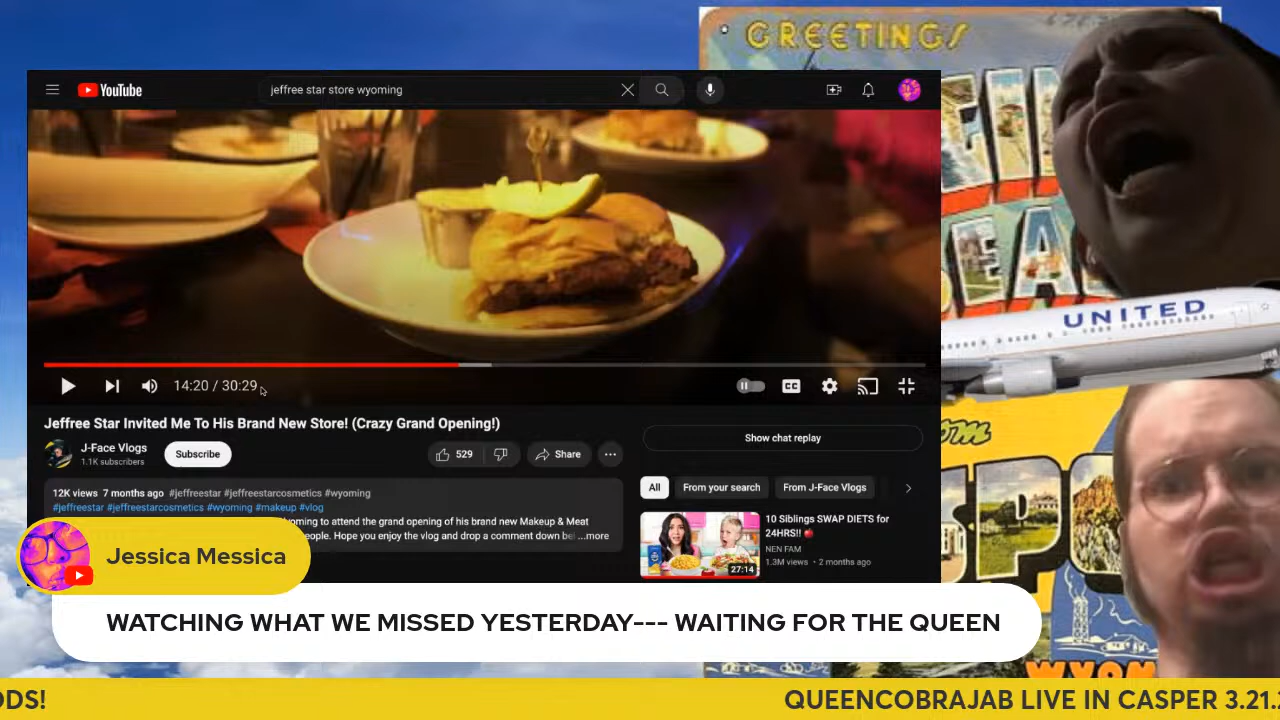 GREETINGS
YouTube
jeffree star store wyoming
UNITED
14:20 / 30:29
CC
Jeffree Star Invited Me To His Brand New Store! (Crazy Grand Opening!)
J-Face Vlogs
1.1K subscribers
Subscribe
529
Share
Show chat replay
All
From your search
From J-Face Vlogs
12K views 7 months ago #jeffreestar #jeffreestarcosmetics #wyoming
#jeffreestar #jeffreestarcosmetics #wyoming #makeup #vlog
oming to attend the grand opening of his brand new Makeup & Meat
eople. Hope you enjoy the vlog and drop a comment down be ...more
10 Siblings SWAP DIETS for
24HRS!! 🍎
NEN FAM
1.3M views • 2 months ago
27:14
Jessica Messica
WATCHING WHAT WE MISSED YESTERDAY--- WAITING FOR THE QUEEN
WYOM
ODS!
QUEENCOBRAJAB LIVE IN CASPER 3.21.